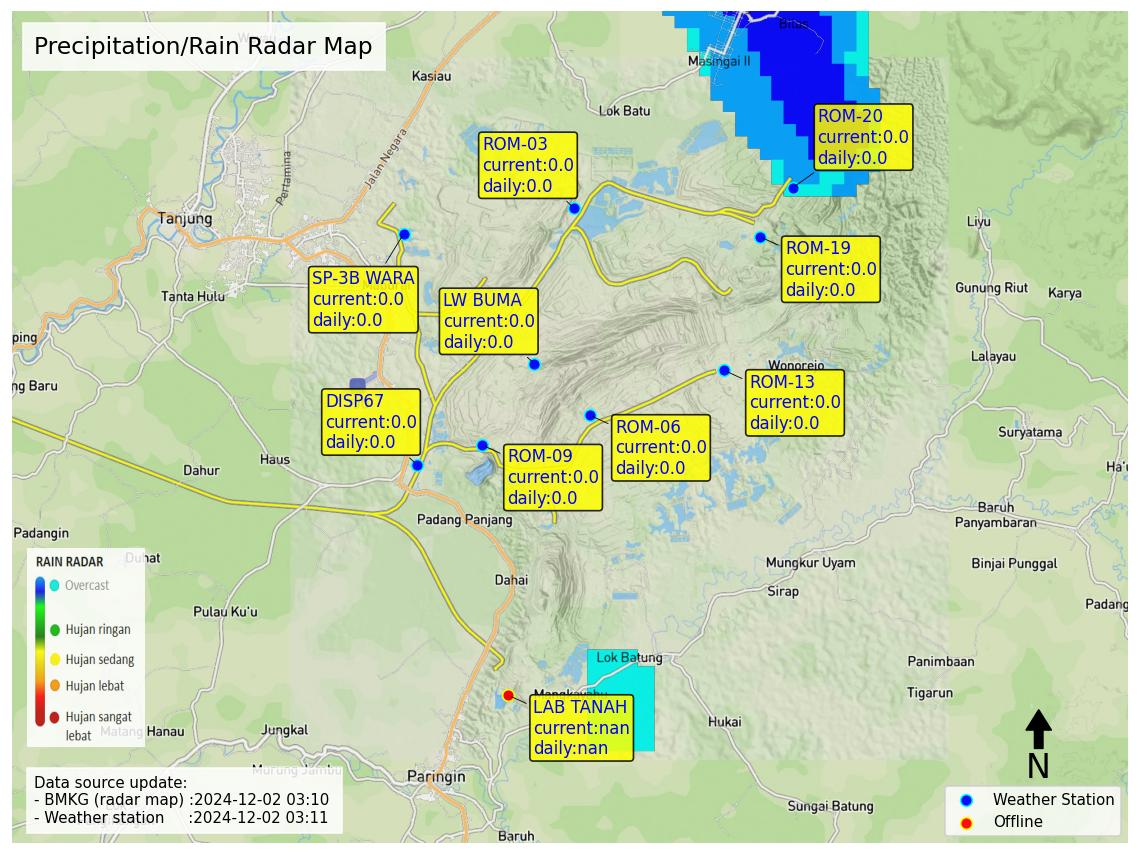 Precipitation/Rain Radar Map
Bilas
Masingai II
Kasiau
Lok Batu
Jalan Negara
Pertamina
Tanjung
Tanta Hulu
ROM-20
current:0.0
daily:0.0
ROM-03
current:0.0
daily:0.0
ROM-19
current:0.0
daily:0.0
SP-3B WARA
current:0.0
daily:0.0
LW BUMA
current:0.0
daily:0.0
Liyu
Gunung Riut
Karya
Lalayau
ping
ng Baru
Wonorejo
ROM-13
current:0.0
daily:0.0
DISP67
current:0.0
daily:0.0
ROM-06
current:0.0
daily:0.0
ROM-09
current:0.0
daily:0.0
Suryatama
Ha'u
Haus
Dahur
Baruh
Panyambaran
Padang Panjang
Padangin
Duhat
Mungkur Uyam
Binjai Punggal
Dahai
Sirap
Padang
Pulau Ku'u
RAIN RADAR
Overcast
Hujan ringan
Hujan sedang
Hujan lebat
Hujan sangat
lebat
Lok Batung
Panimbaan
Tigarun
Mangkayahu
LAB TANAH
current:nan
daily:nan
Hukai
Matang Hanau
Jungkal
Murung Jambu
Paringin
Sungai Batung
Baruh
N
Data source update:
- BMKG (radar map) :2024-12-02 03:10
- Weather station :2024-12-02 03:11
Weather Station
Offline